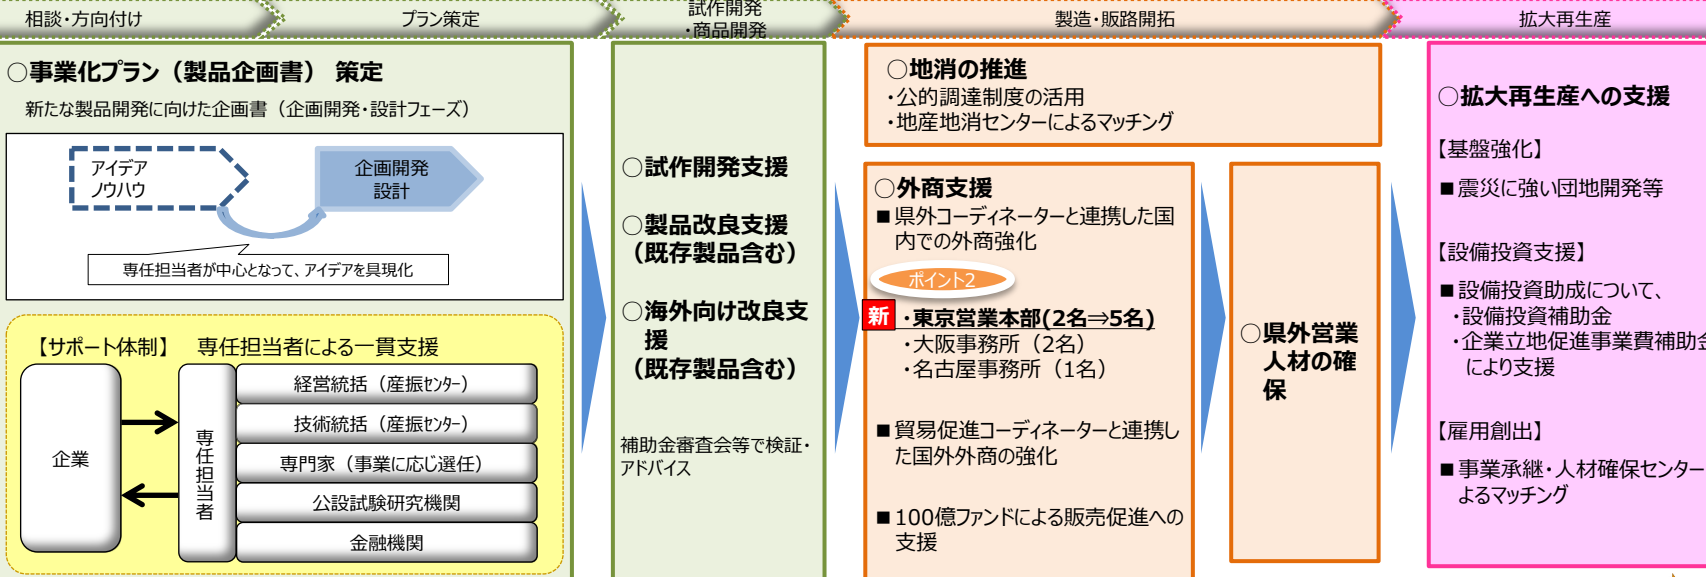 相談・方向付け
プラン策定
試作開発
・商品開発
製造・販路開拓
拡大再生産
○事業化プラン（製品企画書） 策定
新たな製品開発に向けた企画書（企画開発・設計フェーズ）
アイデア
ノウハウ
企画開発
設計
専任担当者が中心となって、アイデアを具現化
【サポート体制】 専任担当者による一貫支援
企業
専任担当者
経営統括（産振ｾﾝﾀｰ）
技術統括（産振ｾﾝﾀｰ）
専門家（事業に応じ選任）
公設試験研究機関
金融機関
○試作開発支援
○製品改良支援
（既存製品含む）
○海外向け改良支
援
（既存製品含む）
補助金審査会等で検証・
アドバイス
○地消の推進
・公的調達制度の活用
・地産地消センターによるマッチング
○外商支援
■県外コーディネーターと連携した国
内での外商強化
ポイント2
新 ・東京営業本部(2名⇒5名)
・大阪事務所（2名）
・名古屋事務所（1名）
■貿易促進コーディネーターと連携し
た国外外商の強化
■100億ファンドによる販売促進への
支援
○県外営業
人材の確
保
○拡大再生産への支援
【基盤強化】
■震災に強い団地開発等
【設備投資支援】
■設備投資助成について、
・設備投資補助金
・企業立地促進事業費補助金
により支援
【雇用創出】
■事業承継・人材確保センター
よるマッチング